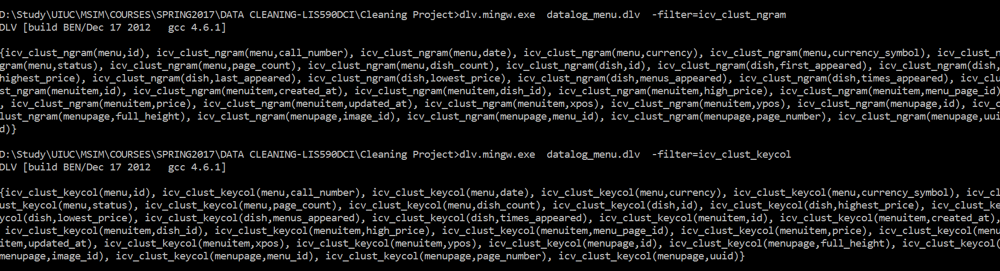 D:\Study\UIUC\MSIM\COURSES\SPRING2017\DATA CLEANING-LIS590DCI\Cleaning Project>dlv.mingw.exe  datalog_menu.dlv  -filter=icv_clust_ngram
DLV [build BEN/Dec 17 2012   gcc 4.6.1]
{icv_clust_ngram(menu,id), icv_clust_ngram(menu,call_number), icv_clust_ngram(menu,date), icv_clust_ngram(menu,currency), icv_clust_ngram(menu,currency_symbol), icv_clust_n
gram(menu,status), icv_clust_ngram(menu,page_count), icv_clust_ngram(menu,dish_count), icv_clust_ngram(dish,id), icv_clust_ngram(dish,first_appeared), icv_clust_ngram(dish,
highest_price), icv_clust_ngram(dish,last_appeared), icv_clust_ngram(dish,lowest_price), icv_clust_ngram(dish,menus_appeared), icv_clust_ngram(dish,times_appeared), icv_clu
st_ngram(menuitem,id), icv_clust_ngram(menuitem,created_at), icv_clust_ngram(menuitem,dish_id), icv_clust_ngram(menuitem,high_price), icv_clust_ngram(menuitem,menu_page_id)
, icv_clust_ngram(menuitem,price), icv_clust_ngram(menuitem,updated_at), icv_clust_ngram(menuitem,xpos), icv_clust_ngram(menuitem,ypos), icv_clust_ngram(menupage,id), icv_c
lust_ngram(menupage,full_height), icv_clust_ngram(menupage,image_id), icv_clust_ngram(menupage,menu_id), icv_clust_ngram(menupage,page_number), icv_clust_ngram(menupage,uui
d)}
D:\Study\UIUC\MSIM\COURSES\SPRING2017\DATA CLEANING-LIS590DCI\Cleaning Project>dlv.mingw.exe  datalog_menu.dlv  -filter=icv_clust_keycol
DLV [build BEN/Dec 17 2012   gcc 4.6.1]
{icv_clust_keycol(menu,id), icv_clust_keycol(menu,call_number), icv_clust_keycol(menu,date), icv_clust_keycol(menu,currency), icv_clust_keycol(menu,currency_symbol), icv_cl
ust_keycol(menu,status), icv_clust_keycol(menu,page_count), icv_clust_keycol(menu,dish_count), icv_clust_keycol(dish,id), icv_clust_keycol(dish,highest_price), icv_clust_ke
ycol(dish,lowest_price), icv_clust_keycol(dish,menus_appeared), icv_clust_keycol(dish,times_appeared), icv_clust_keycol(menuitem,id), icv_clust_keycol(menuitem,created_at),
icv_clust_keycol(menuitem,dish_id), icv_clust_keycol(menuitem,high_price), icv_clust_keycol(menuitem,menu_page_id), icv_clust_keycol(menuitem,price), icv_clust_keycol(menu
item,updated_at), icv_clust_keycol(menuitem,xpos), icv_clust_keycol(menuitem,ypos), icv_clust_keycol(menupage,id), icv_clust_keycol(menupage,full_height), icv_clust_keycol(
menupage,image_id), icv_clust_keycol(menupage,menu_id), icv_clust_keycol(menupage,page_number), icv_clust_keycol(menupage,uuid)}